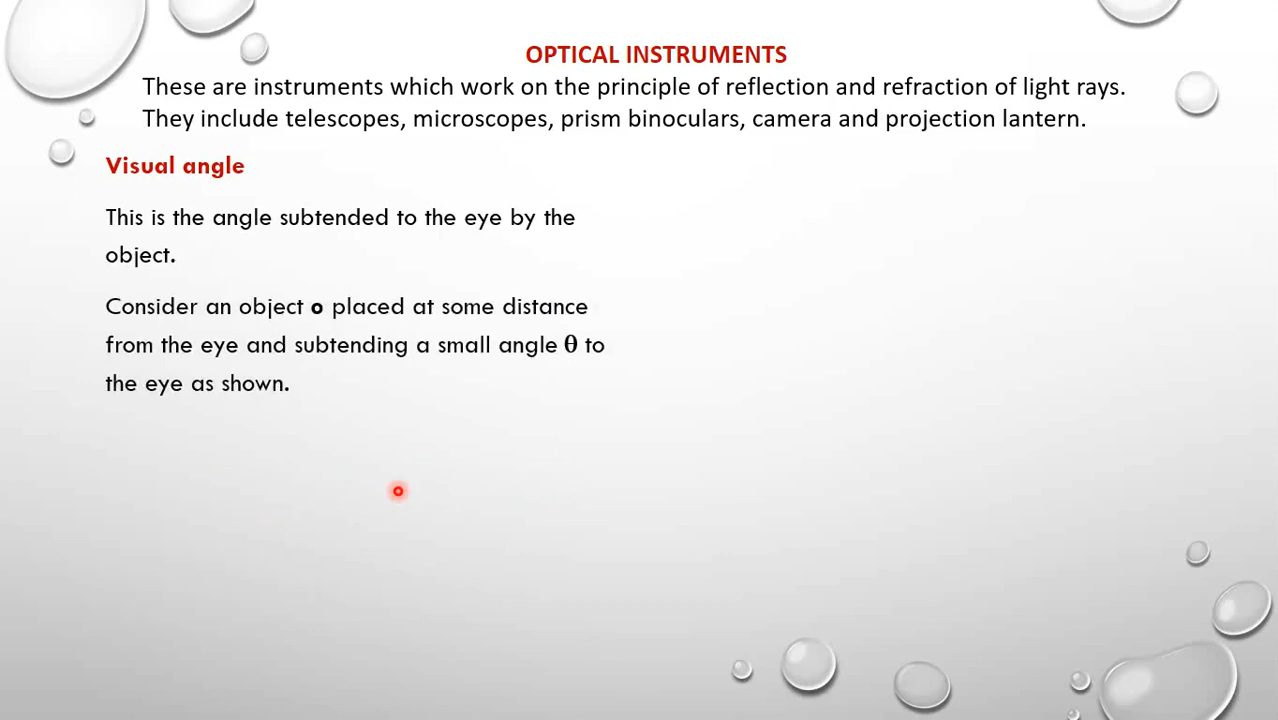 OPTICAL INSTRUMENTS
These are instruments which work on the principle of reflection and refraction of light rays.
They include telescopes, microscopes, prism binoculars, camera and projection lantern.
Visual angle
This is the angle subtended to the eye by the
object.
Consider an object o placed at some distance
from the eye and subtending a small angle θ to
the eye as shown.